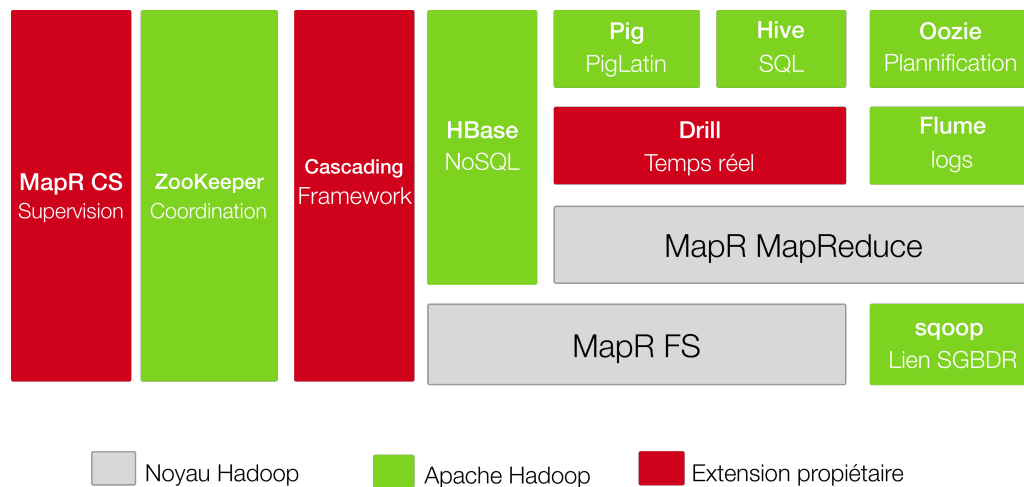 MapR CS
Supervision
ZooKeeper
Coordination
Cascading
Framework
HBase
NoSQL
Pig
PigLatin
Hive
SQL
Oozie
Plannification
Drill
Temps réel
Flume
logs
MapR MapReduce
MapR FS
sqoop
Lien SGBDR
Noyau Hadoop
Apache Hadoop
Extension propiétaire